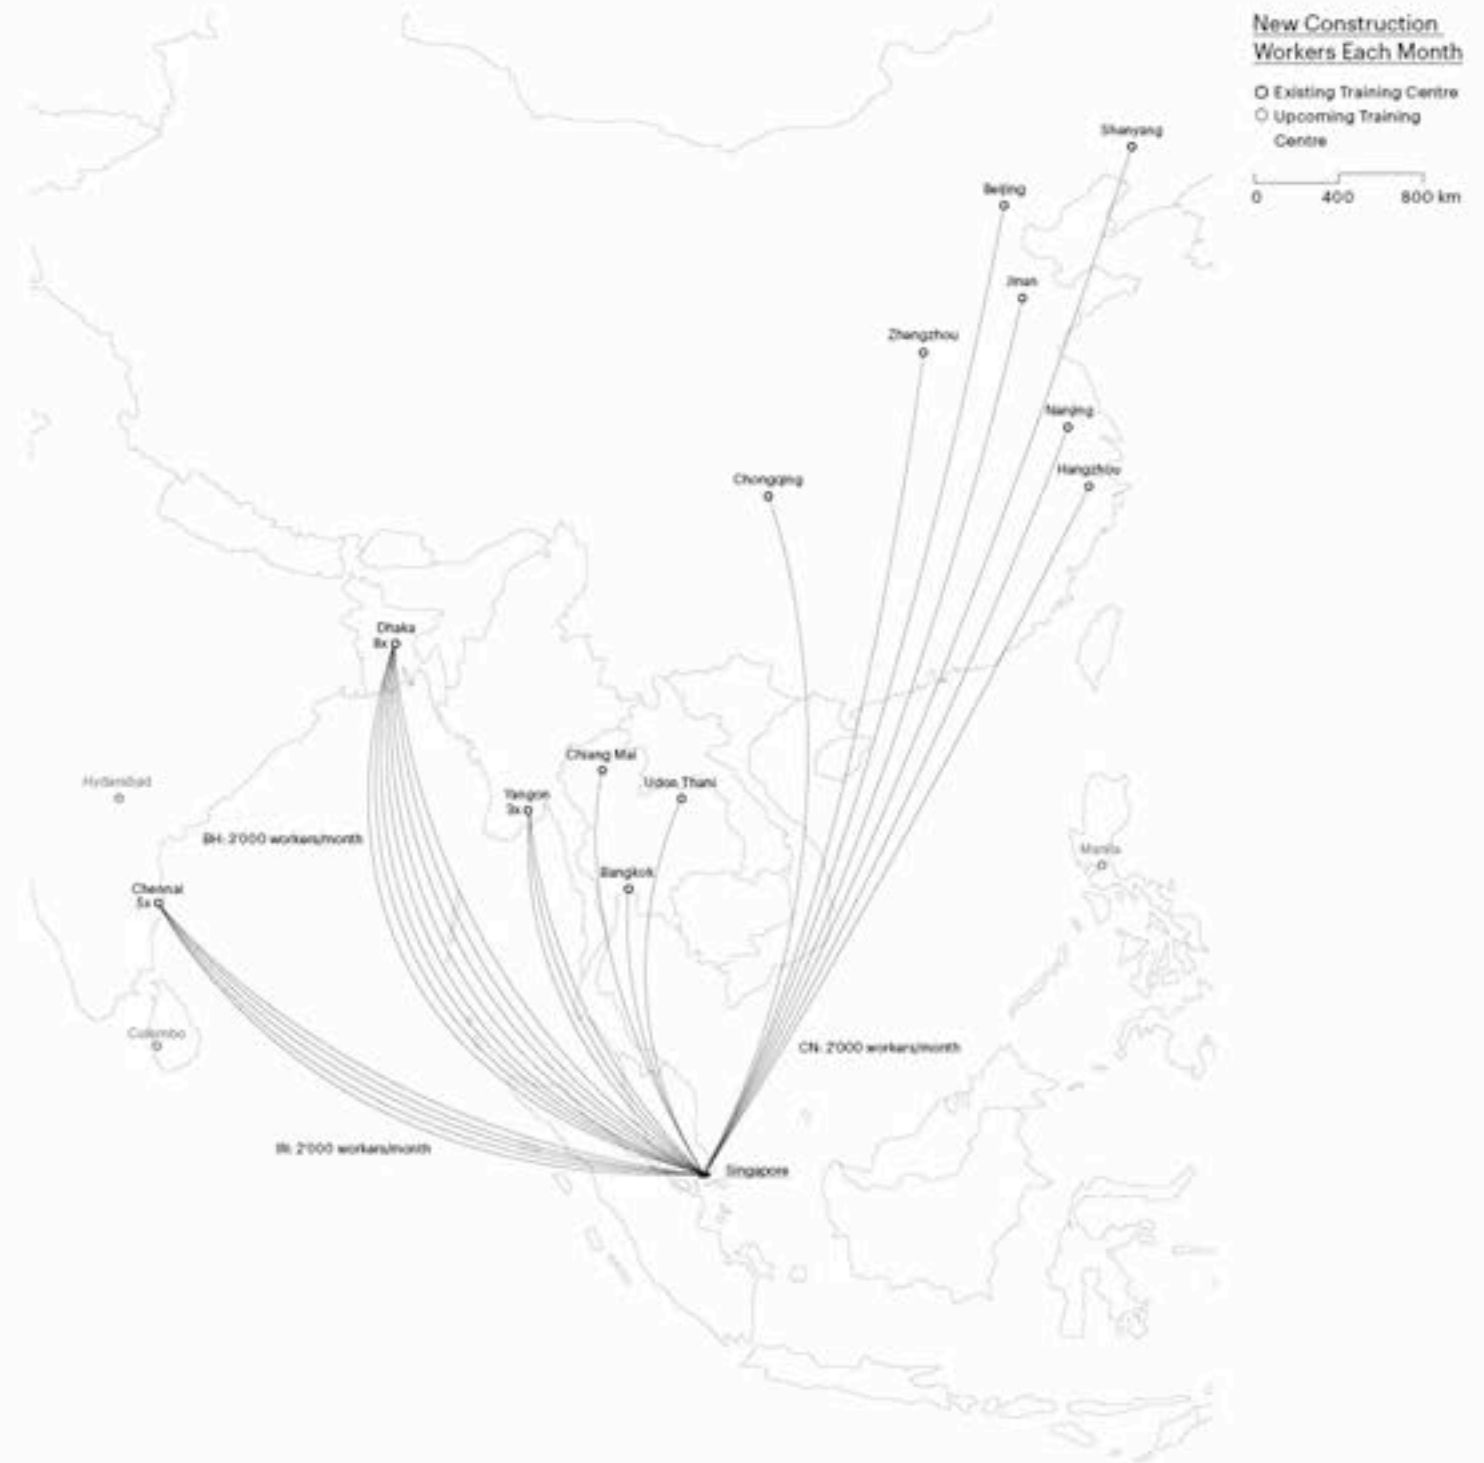 New Construction
Workers Each Month
Existing Training Centre
Upcoming Training
Centre
0 400 800 km
Shenyang
Beijing
Jinan
Zhengzhou
Nanjing
Hangzhou
Chongqing
Dhaka
8x
Chiang Mai
Udon Thani
Hyderabad
Yangon
3x
BH: 2'000 workers/month
Manila
Bangkok
Chennai
5x
Colombo
CN: 2'000 workers/month
IN: 2'000 workers/month
Singapore